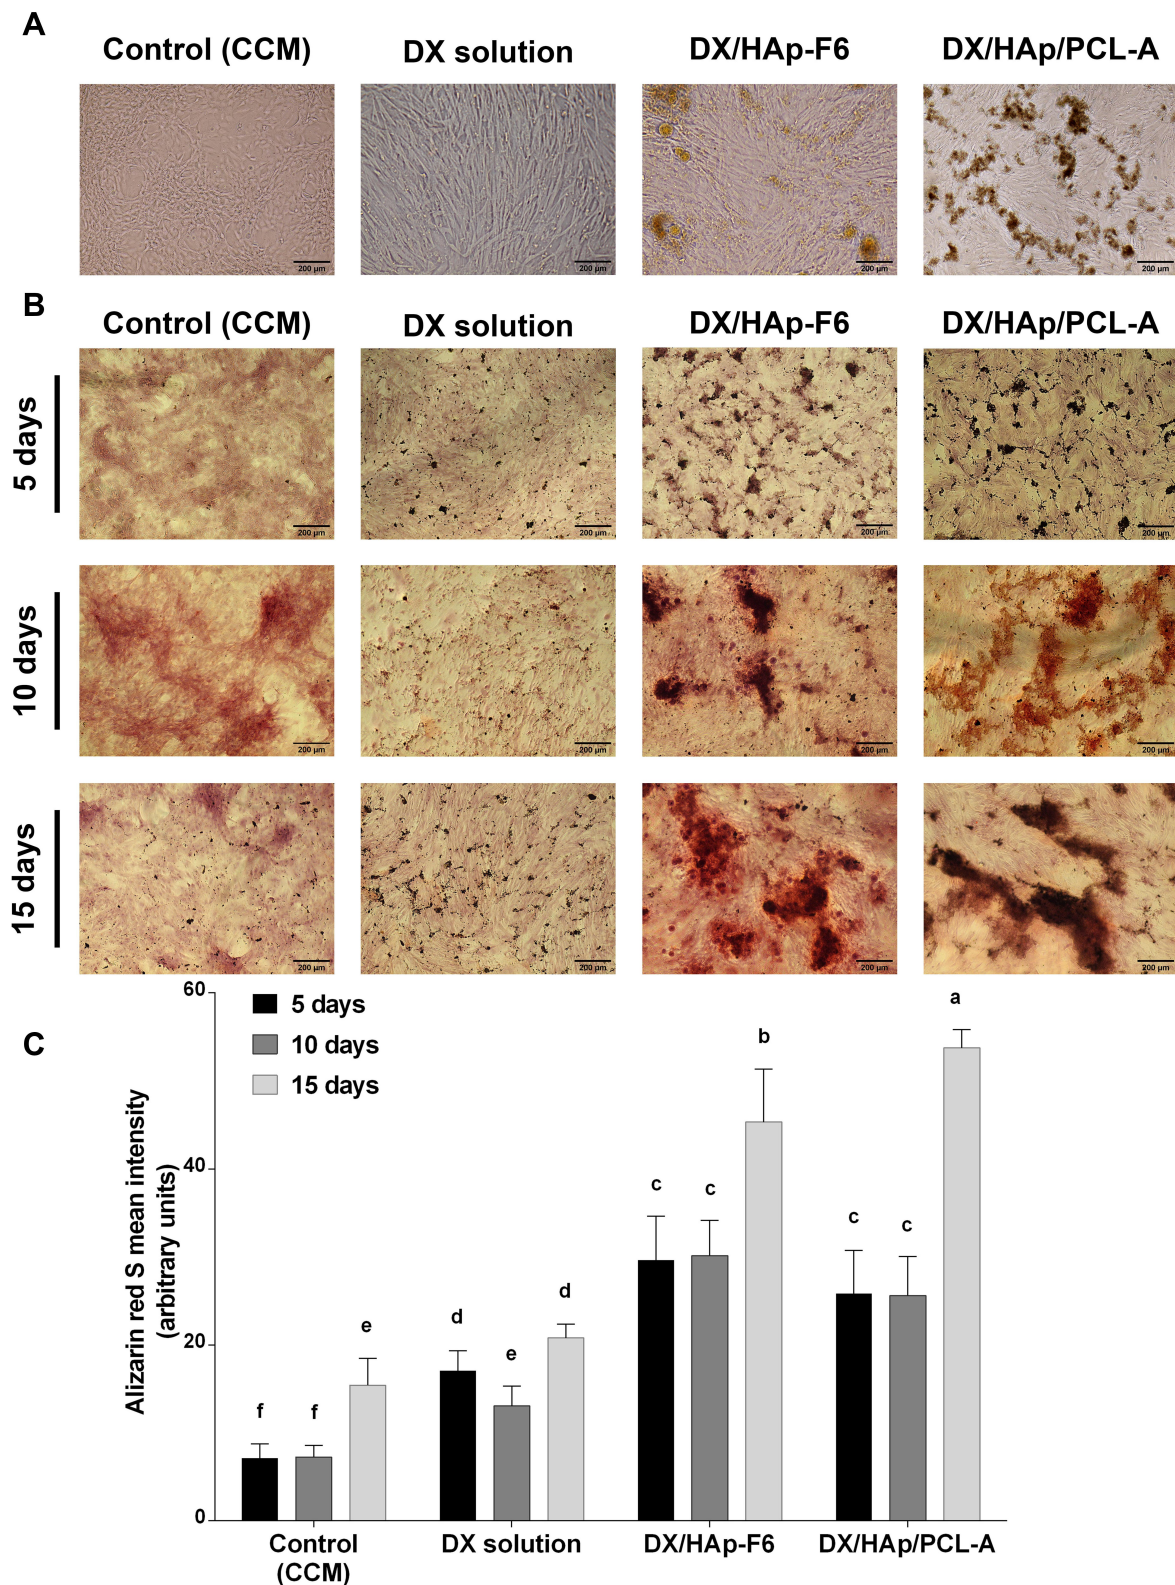 A
Control (CCM)
DX solution
DX/HAp-F6
DX/HAp/PCL-A
200 µm
200 µm
200 µm
200 µm
B
Control (CCM)
DX solution
DX/HAp-F6
DX/HAp/PCL-A
5 days
200 µm
200 µm
200 µm
200 µm
10 days
200 µm
200 µm
200 µm
200 µm
15 days
200 µm
200 µm
200 µm
200 µm
C
Alizarin red S mean intensity
(arbitrary units)
60
40
20
0
5 days
10 days
15 days
f
f
e
d
e
d
c
c
b
c
c
a
Control
(CCM)
DX solution
DX/HAp-F6
DX/HAp/PCL-A